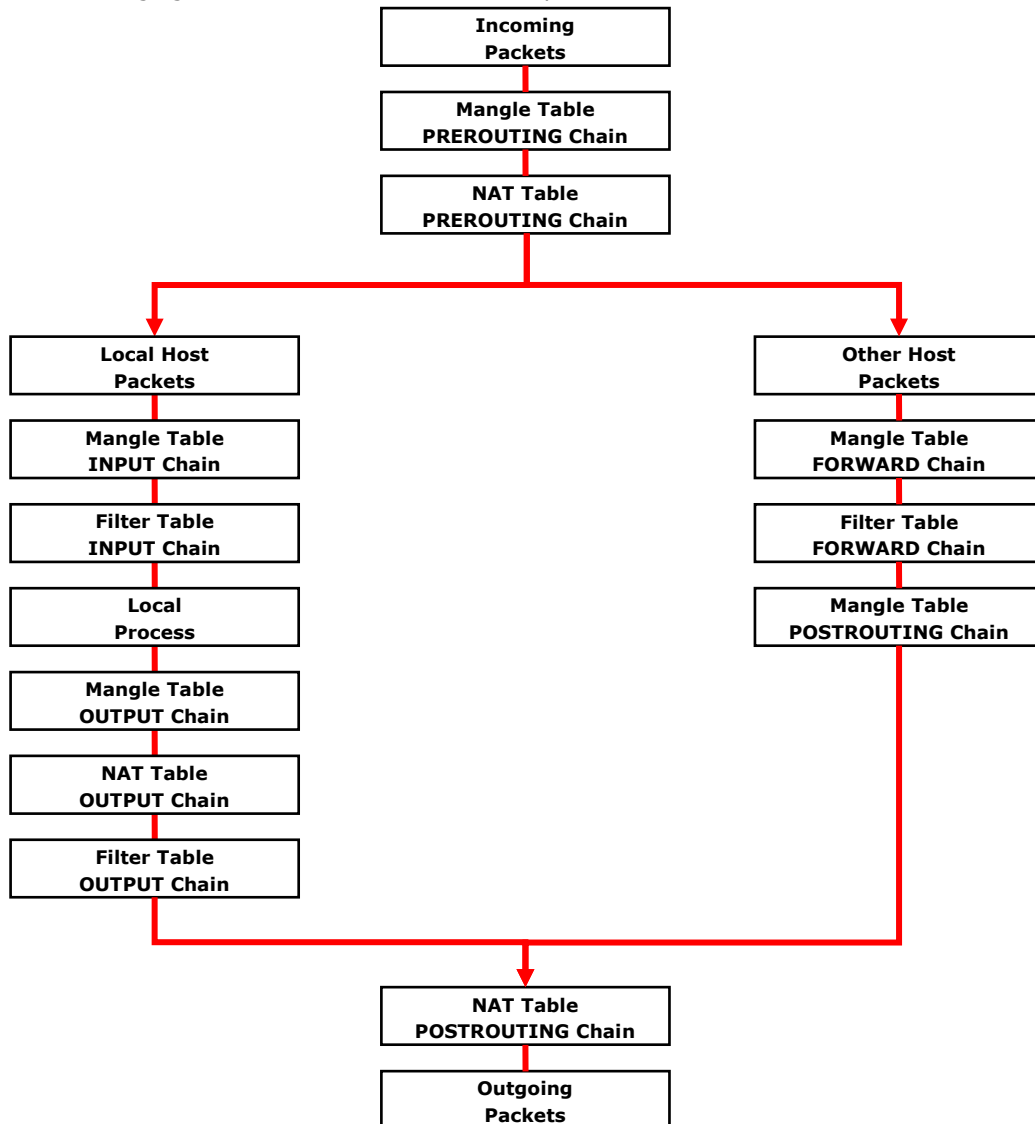 Incoming
Packets
Mangle Table
PREROUTING Chain
NAT Table
PREROUTING Chain
Local Host
Packets
Mangle Table
INPUT Chain
Filter Table
INPUT Chain
Local
Process
Mangle Table
OUTPUT Chain
NAT Table
OUTPUT Chain
Filter Table
OUTPUT Chain
Other Host
Packets
Mangle Table
FORWARD Chain
Filter Table
FORWARD Chain
Mangle Table
POSTROUTING Chain
NAT Table
POSTROUTING Chain
Outgoing
Packets